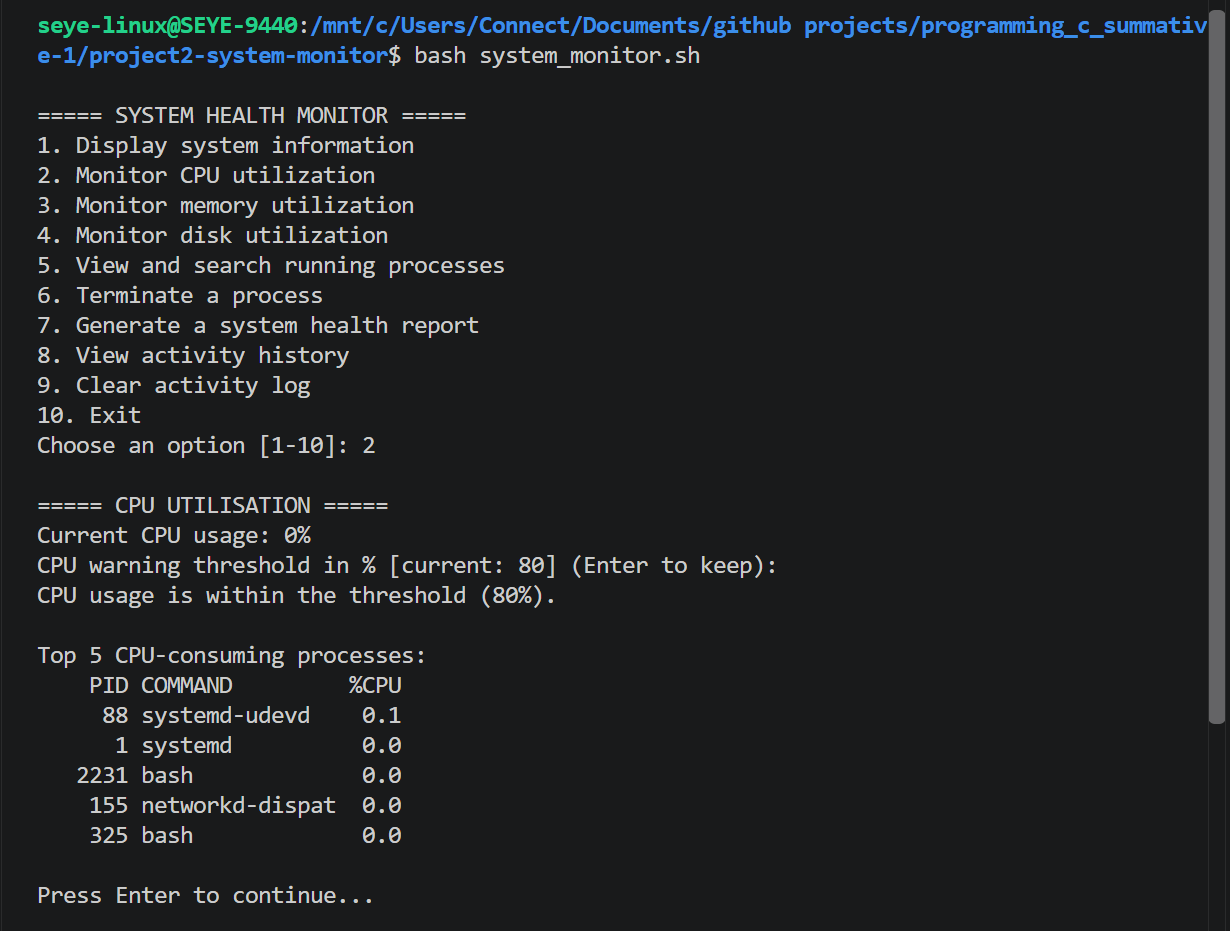 seye-linux@SEYE-9440:/mnt/c/Users/Connect/Documents/github projects/programming_c_summativ
e-1/project2-system-monitor$ bash system_monitor.sh
===== SYSTEM HEALTH MONITOR =====
1. Display system information
2. Monitor CPU utilization
3. Monitor memory utilization
4. Monitor disk utilization
5. View and search running processes
6. Terminate a process
7. Generate a system health report
8. View activity history
9. Clear activity log
10. Exit
Choose an option [1-10]: 2
===== CPU UTILISATION =====
Current CPU usage: 0%
CPU warning threshold in % [current: 80] (Enter to keep):
CPU usage is within the threshold (80%).
Top 5 CPU-consuming processes:
    PID COMMAND         %CPU
     88 systemd-udevd    0.1
      1 systemd          0.0
   2231 bash             0.0
    155 networkd-dispat  0.0
    325 bash             0.0
Press Enter to continue...